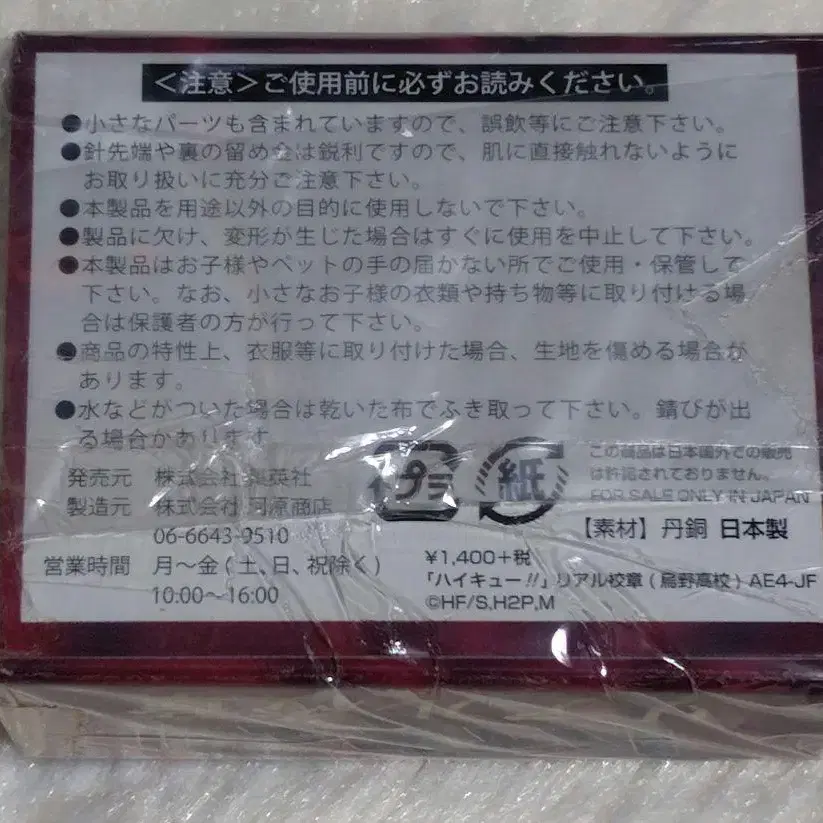 ＜注意＞ご使用前に必ずお読みください。
●小さなパーツも含まれていますので、誤飲等にご注意下さい。
●針先端や裏の留め金は鋭利ですので、肌に直接触れないように
お取り扱いに充分ご注意下さい。
●本製品を用途以外の目的に使用しないで下さい。
●製品に欠け、変形が生じた場合はすぐに使用を中止して下さい。
●本製品はお子様やペットの手の届かない所でご使用・保管して
下さい。なお、小さなお子様の衣類や持ち物等に取り付ける場
合は保護者の方が行って下さい。
●商品の特性上、衣服等に取り付けた場合、生地を傷める場合が
あります。
●水などがついた場合は乾いた布でふき取って下さい。錆びが出
る場合があります。
発売元 株式会社 集英社
製造元 株式会社 河原商店
06-6643-9510
営業時間 月～金(土、日、祝除く)
10:00～16:00
プラ
紙
この商品は日本国外での販売
は許諾されておりません。
FOR SALE ONLY IN JAPAN
【素材】丹銅 日本製
¥1,400+税
「ハイキュー!!」リアル校章(烏野高校) AE4-JF
©HF/S,H2P,M